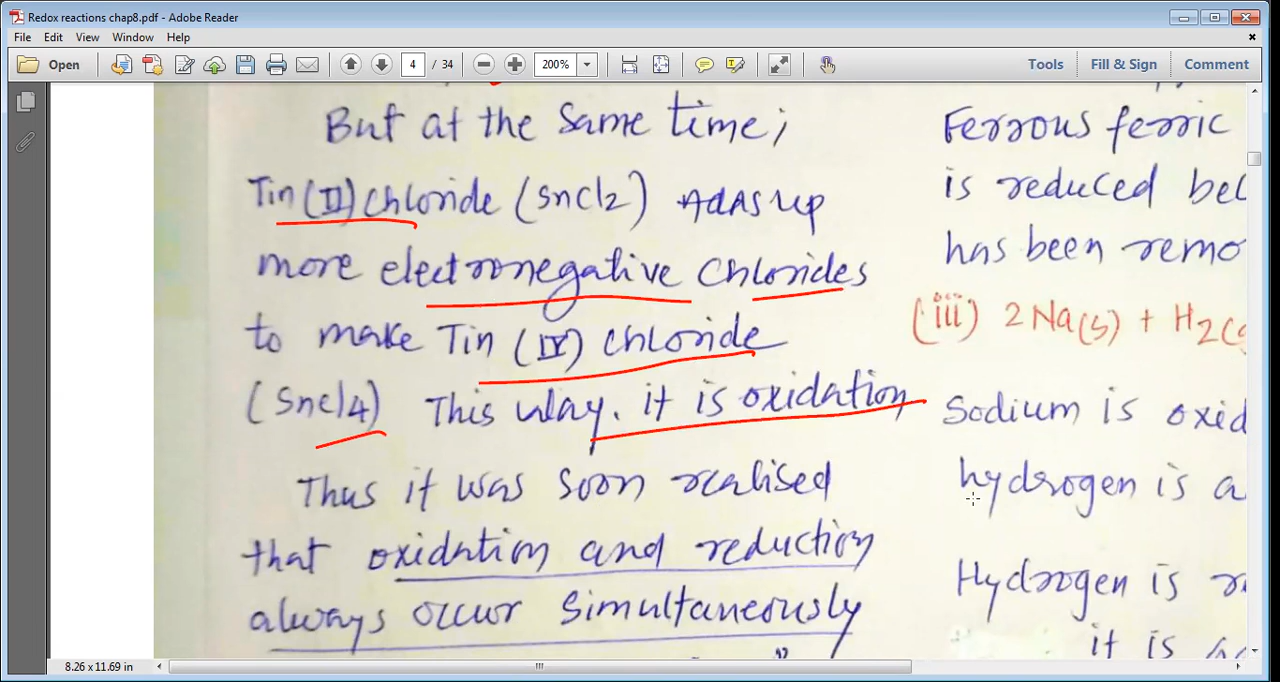 Redox reactions chap8.pdf - Adobe Reader
File Edit View Window Help
Open 4 / 34 200% Tools Fill & Sign Comment
But at the same time;
Tin (II) chloride (Sncl2) Adds up
more electronegative chlorides
to make Tin (IV) chloride
(Sncl4) This way. it is oxidation
Thus it was soon realised
that oxidation and reduction
always occur simultaneously
Ferrous ferric
is reduced
has been
(iii) 2Na(s) + H2(
Sodium is
hydrogen is
Hydrogen is
it is
8.26 x 11.69 in